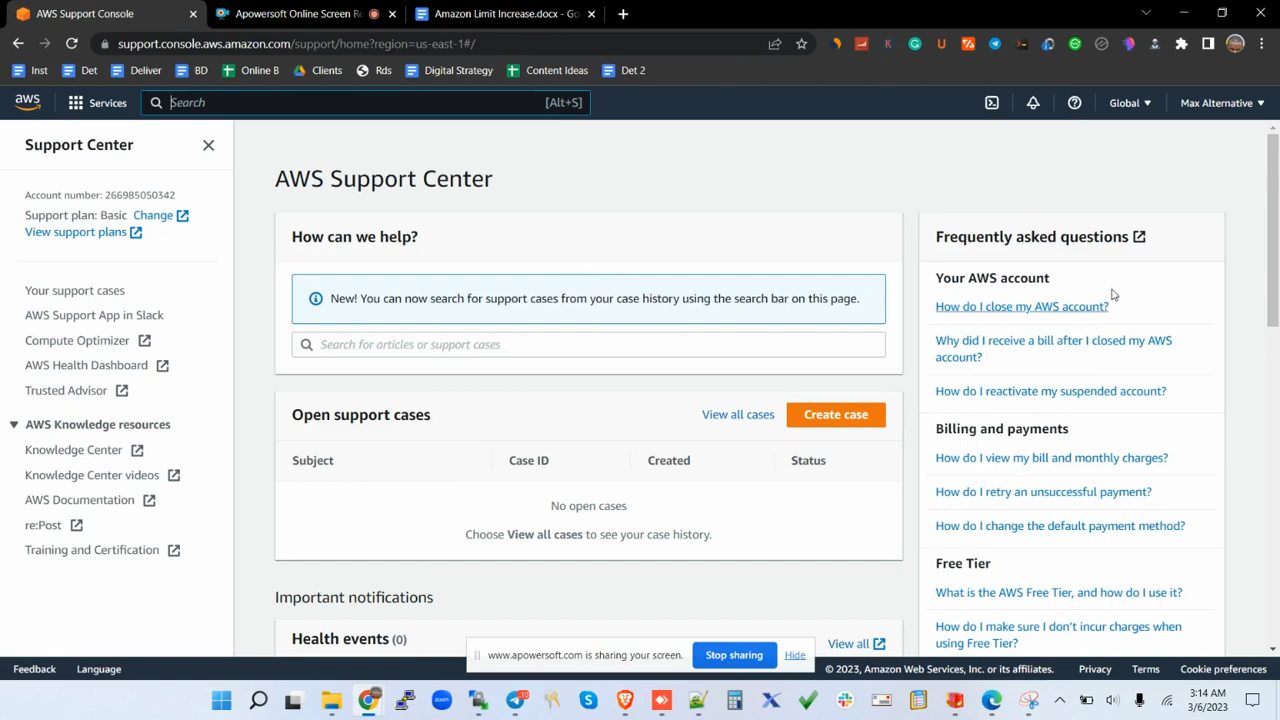 AWS Support Console
Apowersoft Online Screen Re
Amazon Limit Increase.docx - Go
support.console.aws.amazon.com/support/home?region=us-east-1#/
Inst
Det
Deliver
BD
Online B
Clients
Rds
Digital Strategy
Content Ideas
Det 2
aws
Services
Search
[Alt+S]
Global
Max Alternative
Support Center
Account number: 266985050342
Support plan: Basic Change
View support plans
Your support cases
AWS Support App in Slack
Compute Optimizer
AWS Health Dashboard
Trusted Advisor
AWS Knowledge resources
Knowledge Center
Knowledge Center videos
AWS Documentation
re:Post
Training and Certification
AWS Support Center
How can we help?
New! You can now search for support cases from your case history using the search bar on this page.
Search for articles or support cases
Open support cases
View all cases
Create case
Subject
Case ID
Created
Status
No open cases
Choose View all cases to see your case history.
Important notifications
Health events (0)
View all
Frequently asked questions
Your AWS account
How do I close my AWS account?
Why did I receive a bill after I closed my AWS
account?
How do I reactivate my suspended account?
Billing and payments
How do I view my bill and monthly charges?
How do I retry an unsuccessful payment?
How do I change the default payment method?
Free Tier
What is the AWS Free Tier, and how do I use it?
How do I make sure I don't incur charges when
using Free Tier?
www.apowersoft.com is sharing your screen.
Stop sharing
Hide
Feedback
Language
© 2023, Amazon Web Services, Inc. or its affiliates.
Privacy
Terms
Cookie preferences
3:14 AM
3/6/2023